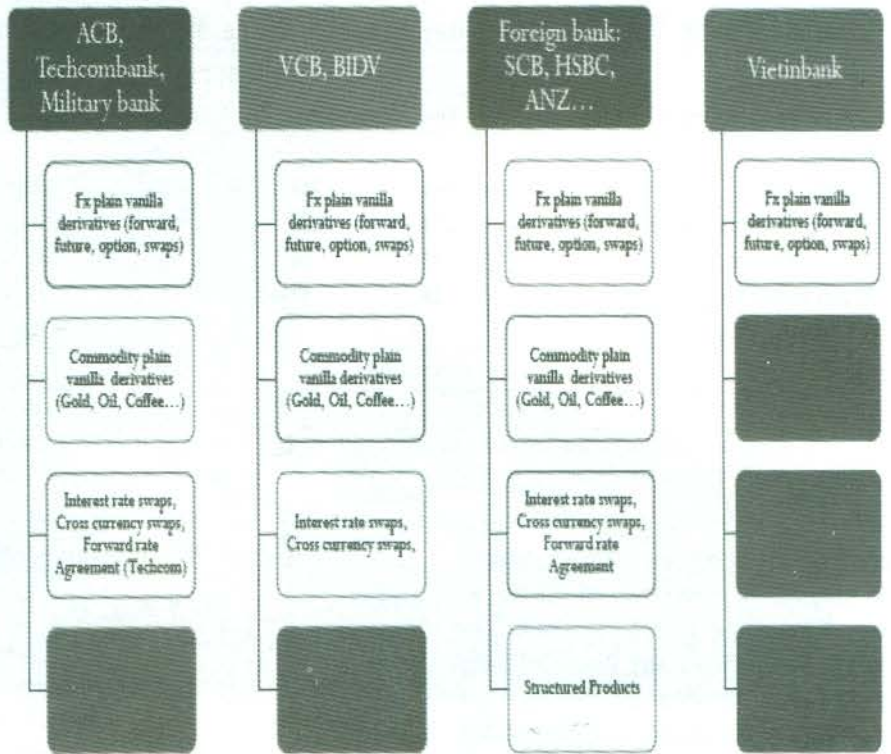 ACB,
Techcombank,
Military bank
Fx plain vanilla
derivatives (forward,
future, option, swaps)
Commodity plain
vanilla derivatives
(Gold, Oil, Coffee...)
Interest rate swaps,
Cross currency swaps,
Forward rate
Agreement (Techcom)
VCB, BIDV
Fx plain vanilla
derivatives (forward,
future, option, swaps)
Commodity plain
vanilla derivatives
(Gold, Oil, Coffee...)
Interest rate swaps,
Cross currency swaps,
Foreign bank:
SCB, HSBC,
ANZ...
Fx plain vanilla
derivatives (forward,
future, option, swaps)
Commodity plain
vanilla derivatives
(Gold, Oil, Coffee...)
Interest rate swaps,
Cross currency swaps,
Forward rate
Agreement
Structured Products
Vietinbank
Fx plain vanilla
derivatives (forward,
future, option, swaps)